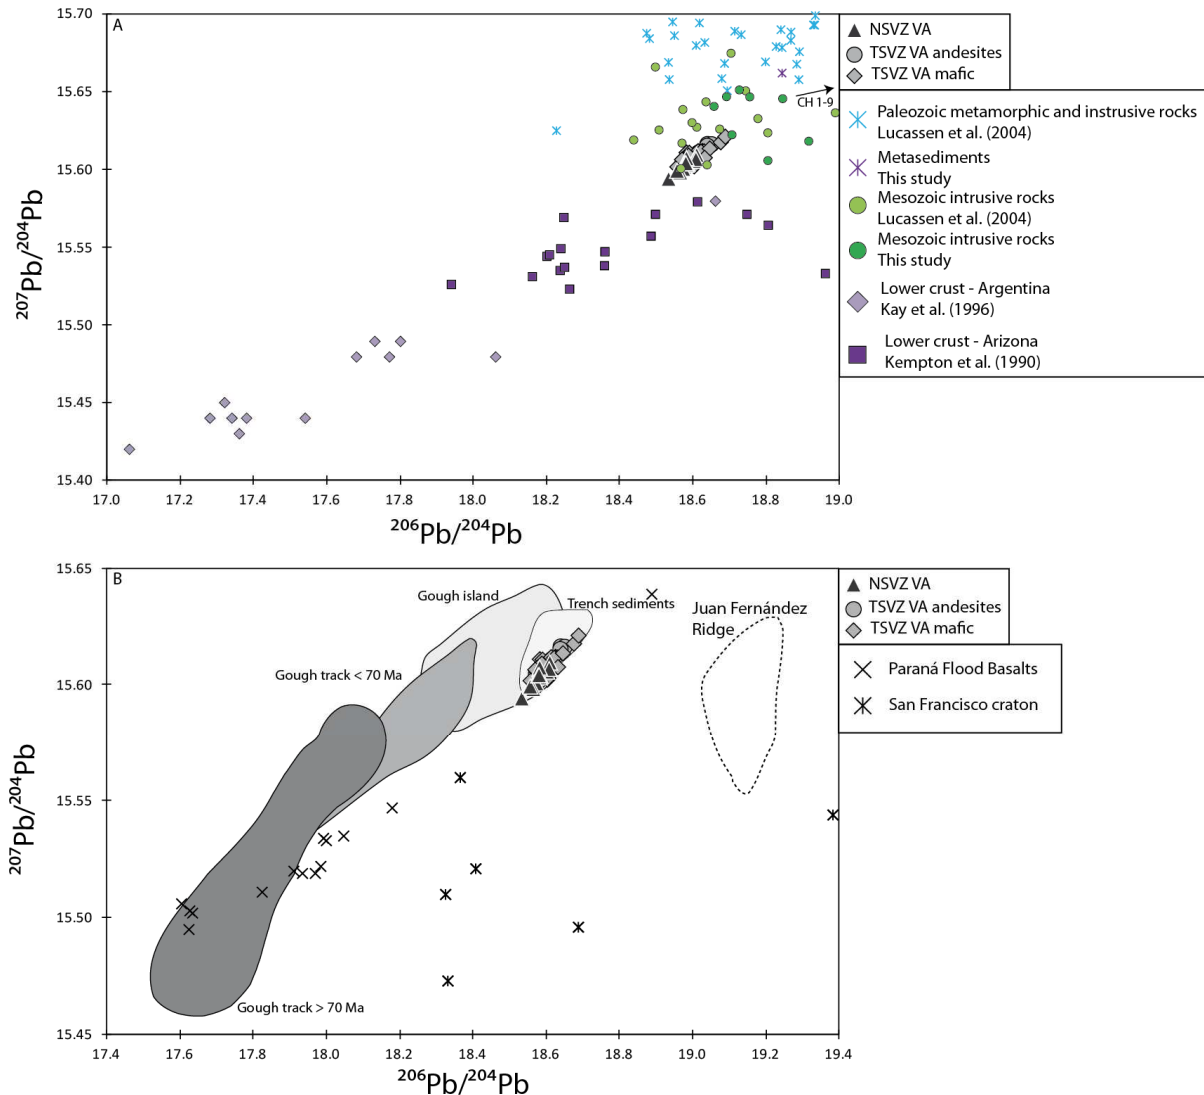 A
15.70
15.65
15.60
15.55
15.50
15.45
15.40
17.0
17.2
17.4
17.6
17.8
18.0
18.2
18.4
18.6
18.8
19.0
207Pb/204Pb
206Pb/204Pb
CH 1-9
NSVZ VA
TSVZ VA andesites
TSVZ VA mafic
Paleozoic metamorphic and instrusive rocks
Lucassen et al. (2004)
Metasediments
This study
Mesozoic intrusive rocks
Lucassen et al. (2004)
Mesozoic intrusive rocks
This study
Lower crust - Argentina
Kay et al. (1996)
Lower crust - Arizona
Kempton et al. (1990)
B
15.65
15.60
15.55
15.50
15.45
17.4
17.6
17.8
18.0
18.2
18.4
18.6
18.8
19.0
19.2
19.4
207Pb/204Pb
206Pb/204Pb
Gough island
Trench sediments
Juan Fernández
Ridge
Gough track < 70 Ma
Gough track > 70 Ma
NSVZ VA
TSVZ VA andesites
TSVZ VA mafic
Paraná Flood Basalts
San Francisco craton